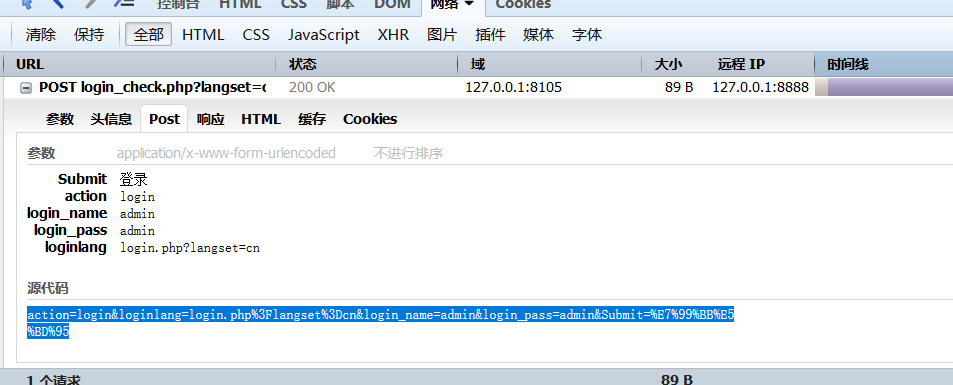 控制台 HTML CSS 脚本 DOM 网络 Cookies
清除 保持 全部 HTML CSS JavaScript XHR 图片 插件 媒体 字体
URL 状态 域 大小 远程 IP 时间线
POST login_check.php?langset=c 200 OK 127.0.0.1:8105 89 B 127.0.0.1:8888
参数 头信息 Post 响应 HTML 缓存 Cookies
参数 application/x-www-form-urlencoded 不进行排序
Submit 登录
action login
login_name admin
login_pass admin
loginlang login.php?langset=cn
源代码
action=login&loginlang=login.php%3Flangset%3Dcn&login_name=admin&login_pass=admin&Submit=%E7%99%BB%E5
%BD%95
1 个请求 89 B